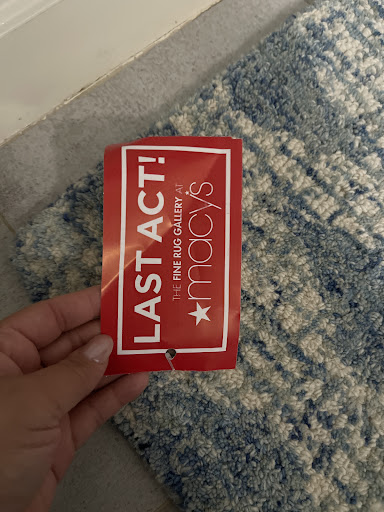 LAST ACT!
THE FINE RUG GALLERY AT
macy's